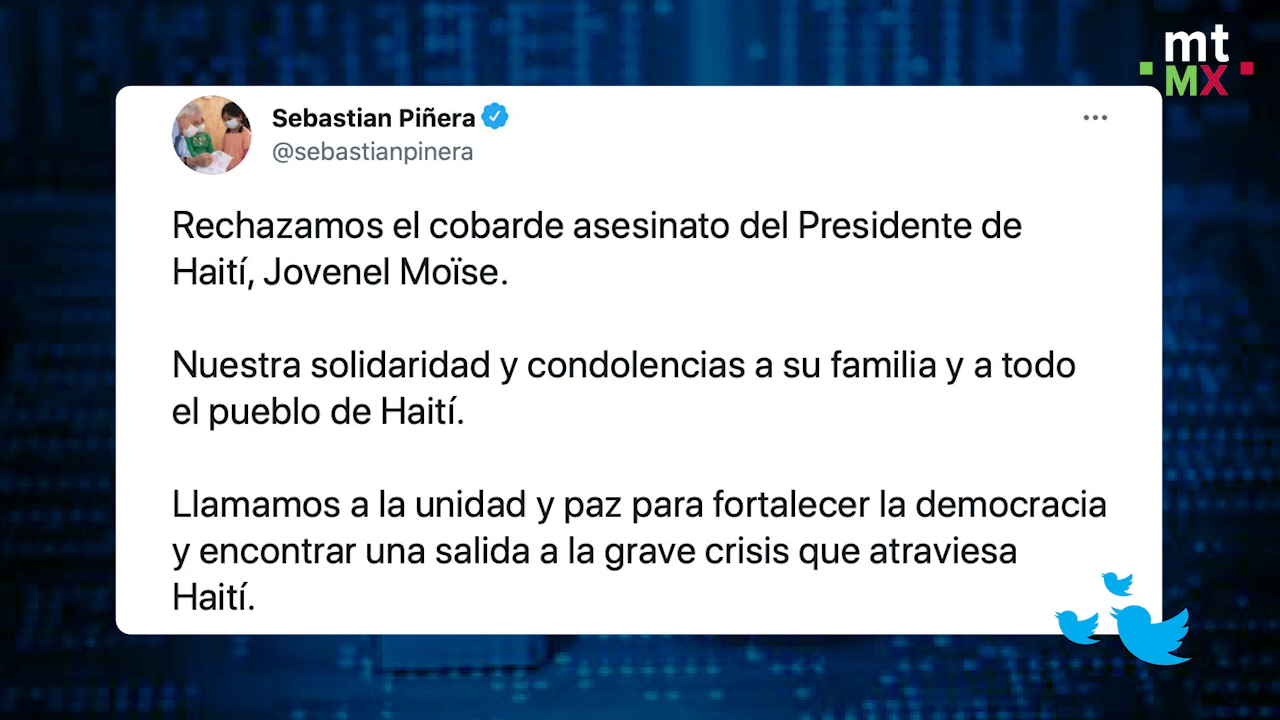 mt
MX
Sebastian Piñera
@sebastianpinera
Rechazamos el cobarde asesinato del Presidente de
Haití, Jovenel Moïse.
Nuestra solidaridad y condolencias a su familia y a todo
el pueblo de Haití.
Llamamos a la unidad y paz para fortalecer la democracia
y encontrar una salida a la grave crisis que atraviesa
Haití.